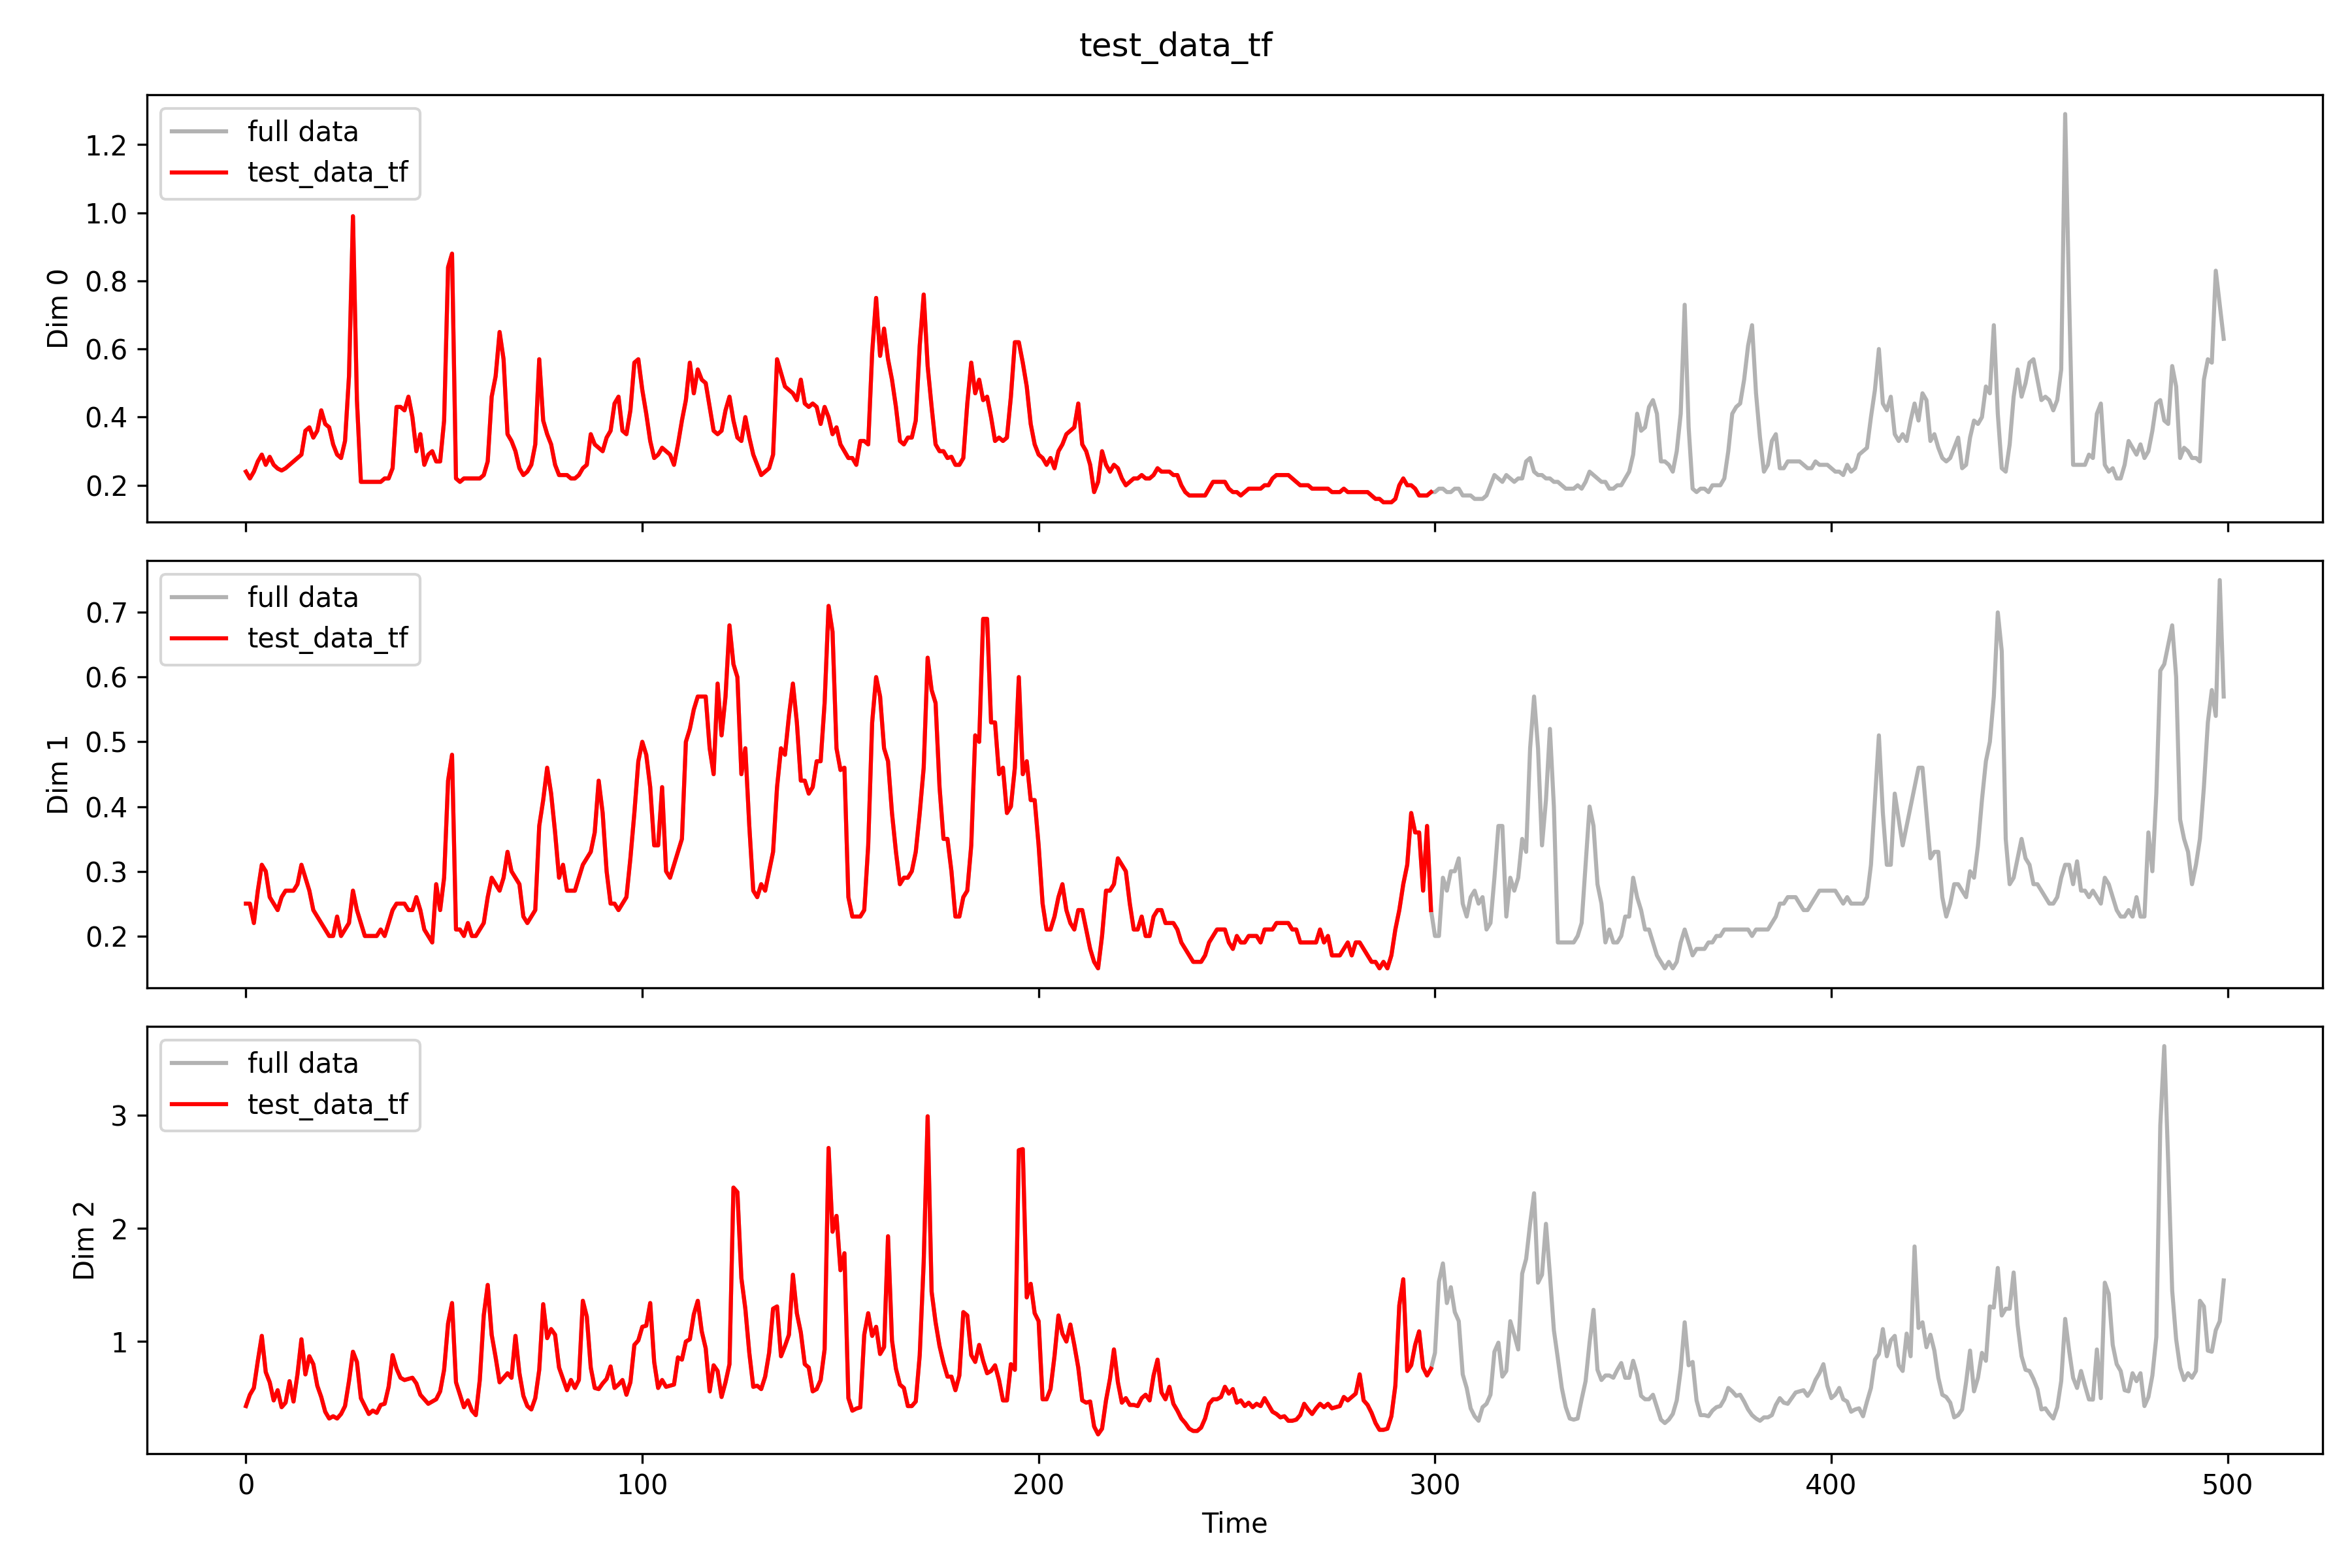 test_data_tf
full data
test_data_tf
1.2
1.0
0.8
0.6
0.4
0.2
Dim 0
full data
test_data_tf
0.7
0.6
0.5
0.4
0.3
0.2
Dim 1
full data
test_data_tf
3
2
1
Dim 2
0 100 200 300 400 500
Time